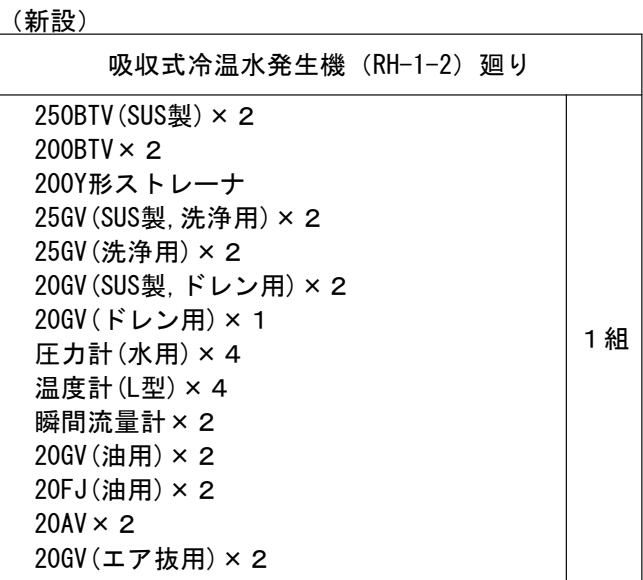 (新設)
吸収式冷温水発生機(RH-1-2)廻り
250BTV(SUS製)×2
200BTV×2
200Y形ストレーナ
25GV(SUS製,洗浄用)×2
25GV(洗浄用)×2
20GV(SUS製,ドレン用)×2
20GV(ドレン用)×1
圧力計(水用)×4
温度計(L型)×4
瞬間流量計×2
20GV(油用)×2
20FJ(油用)×2
20AV×2
20GV(エア抜用)×2
1組